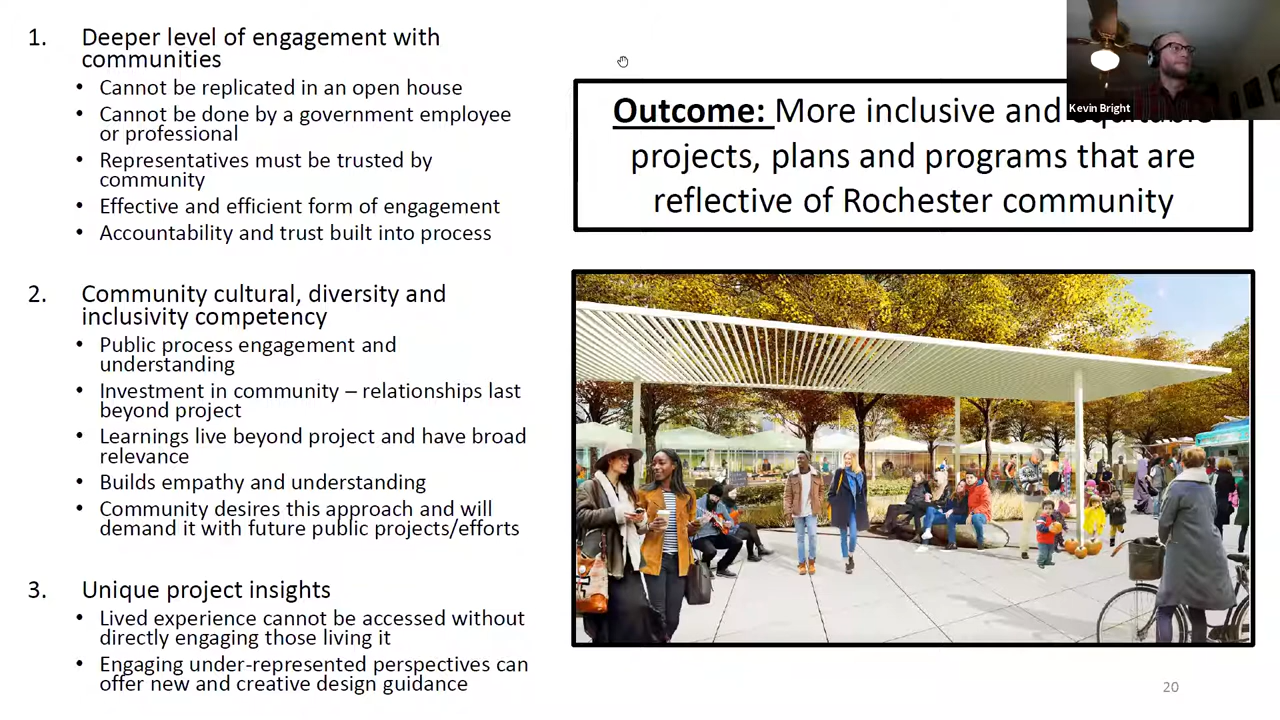 1. Deeper level of engagement with
communities
• Cannot be replicated in an open house
• Cannot be done by a government employee
or professional
• Representatives must be trusted by
community
• Effective and efficient form of engagement
• Accountability and trust built into process
2. Community cultural, diversity and
inclusivity competency
• Public process engagement and
understanding
• Investment in community – relationships last
beyond project
• Learnings live beyond project and have broad
relevance
• Builds empathy and understanding
• Community desires this approach and will
demand it with future public projects/efforts
3. Unique project insights
• Lived experience cannot be accessed without
directly engaging those living it
• Engaging under-represented perspectives can
offer new and creative design guidance
Outcome: More inclusive and
projects, plans and programs that are
reflective of Rochester community
Kevin Bright
20